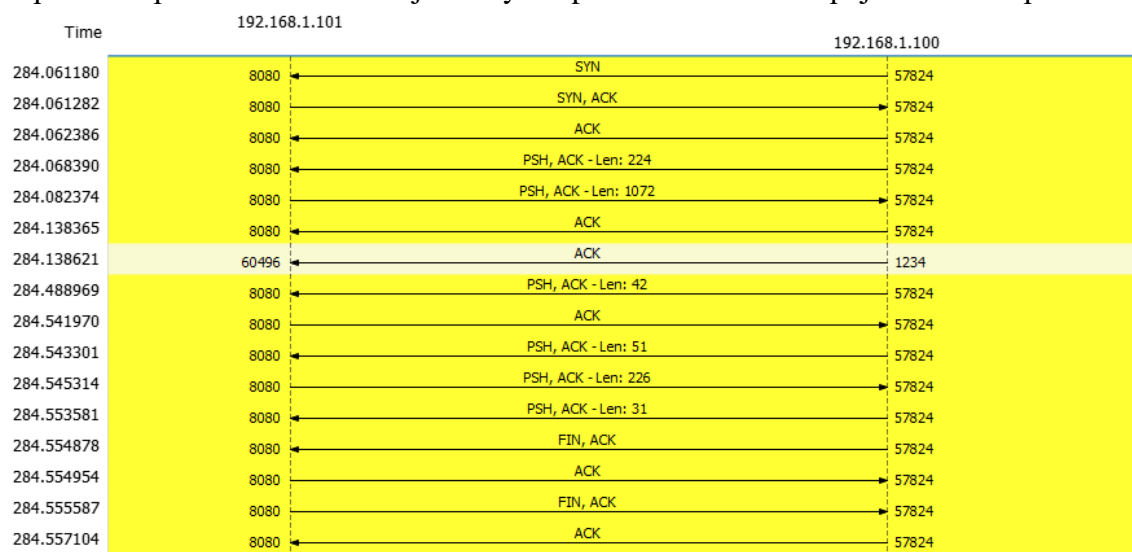 192.168.1.101
Time
192.168.1.100
284.061180 8080 SYN 57824
284.061282 8080 SYN, ACK 57824
284.062386 8080 ACK 57824
284.068390 8080 PSH, ACK - Len: 224 57824
284.082374 8080 PSH, ACK - Len: 1072 57824
284.138365 8080 ACK 57824
284.138621 60496 ACK 1234
284.488969 8080 PSH, ACK - Len: 42 57824
284.541970 8080 ACK 57824
284.543301 8080 PSH, ACK - Len: 51 57824
284.545314 8080 PSH, ACK - Len: 226 57824
284.553581 8080 PSH, ACK - Len: 31 57824
284.554878 8080 FIN, ACK 57824
284.554954 8080 ACK 57824
284.555587 8080 FIN, ACK 57824
284.557104 8080 ACK 57824